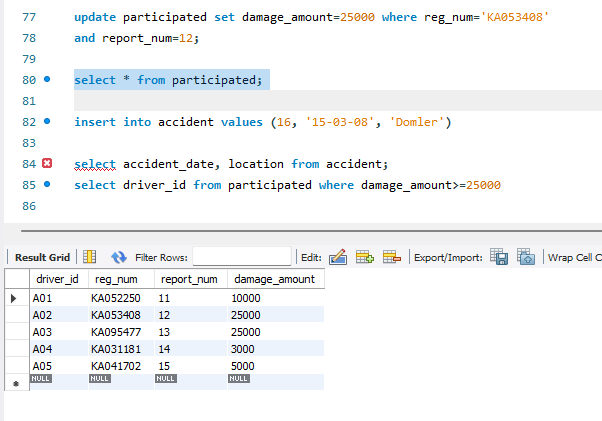 77 update participated set damage_amount=25000 where reg_num='KA053408'
78 and report_num=12;
79
80 select * from participated;
81
82 insert into accident values (16, '15-03-08', 'Domler')
83
84 select accident_date, location from accident;
85 select driver_id from participated where damage_amount>=25000
86
Result Grid Filter Rows: Edit: Export/Import: Wrap Cell C
driver_id reg_num report_num damage_amount
A01 KA052250 11 10000
A02 KA053408 12 25000
A03 KA095477 13 25000
A04 KA031181 14 3000
A05 KA041702 15 5000
NULL NULL NULL NULL